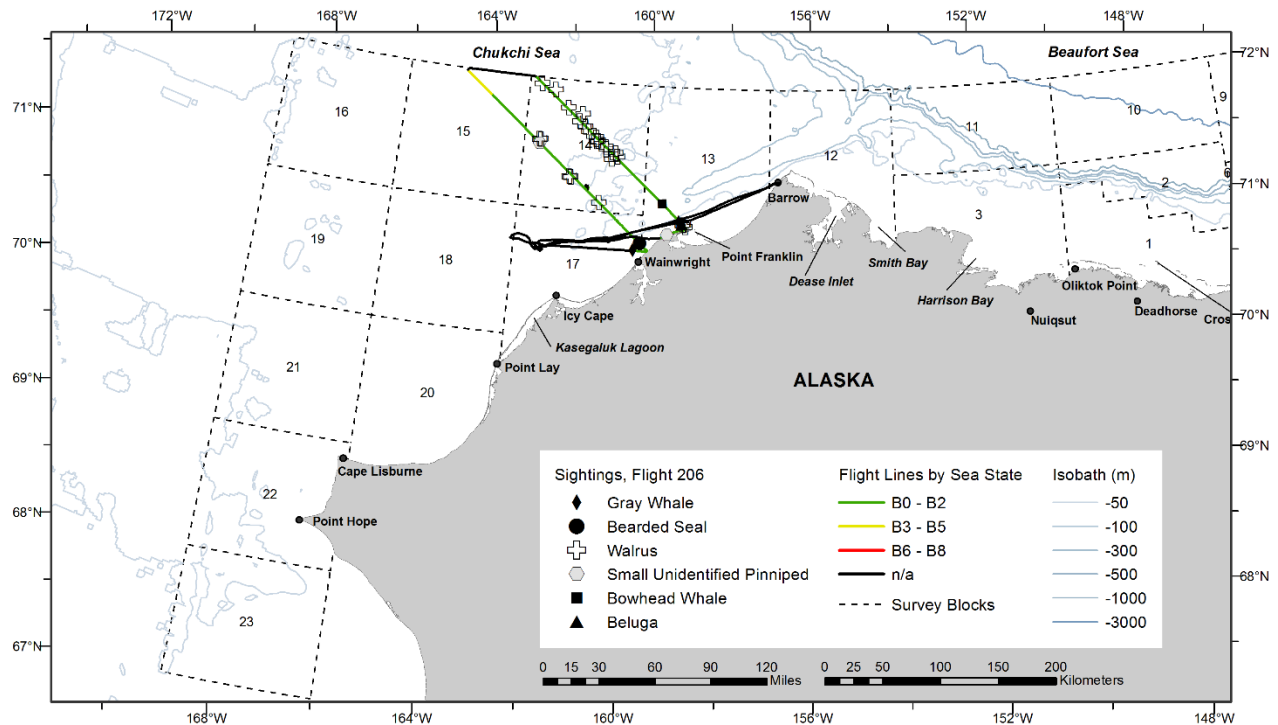 172°W
168°W
164°W
160°W
156°W
152°W
148°W
Chukchi Sea
Beaufort Sea
72°N
71°N
71°N
70°N
70°N
69°N
69°N
68°N
68°N
67°N
16
15
14
13
12
11
10
9
6
2
3
1
19
18
17
21
20
22
23
Barrow
Wainwright
Point Franklin
Dease Inlet
Smith Bay
Harrison Bay
Oliktok Point
Nuiqsut
Deadhorse
Cros
Icy Cape
Kasegaluk Lagoon
Point Lay
ALASKA
Cape Lisburne
Point Hope
Sightings, Flight 206
Gray Whale
Bearded Seal
Walrus
Small Unidentified Pinniped
Bowhead Whale
Beluga
Flight Lines by Sea State
B0 - B2
B3 - B5
B6 - B8
n/a
Survey Blocks
Isobath (m)
-50
-100
-300
-500
-1000
-3000
0 15 30 60 90 120
Miles
0 25 50 100 150 200
Kilometers
168°W
164°W
160°W
156°W
152°W
148°W